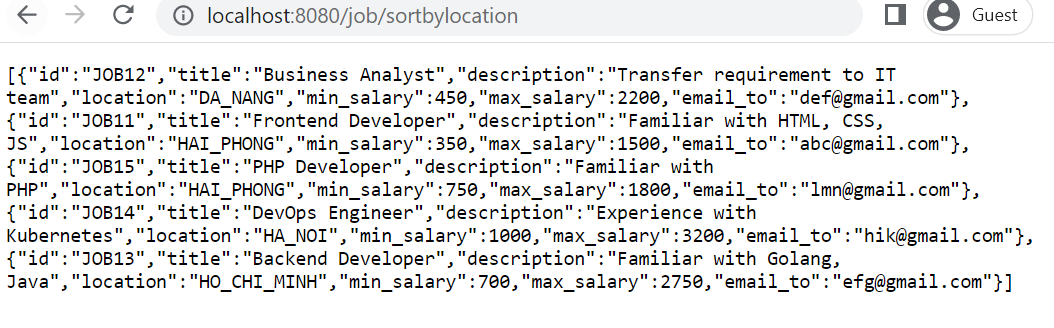 localhost:8080/job/sortbylocation
Guest
[{"id":"JOB12","title":"Business Analyst","description":"Transfer requirement to IT
team","location":"DA_NANG","min_salary":450,"max_salary":2200,"email_to":"def@gmail.com"},
{"id":"JOB11","title":"Frontend Developer","description":"Familiar with HTML, CSS,
JS","location":"HAI_PHONG","min_salary":350,"max_salary":1500,"email_to":"abc@gmail.com"},
{"id":"JOB15","title":"PHP Developer","description":"Familiar with
PHP","location":"HAI_PHONG","min_salary":750,"max_salary":1800,"email_to":"lmn@gmail.com"},
{"id":"JOB14","title":"DevOps Engineer","description":"Experience with
Kubernetes","location":"HA_NOI","min_salary":1000,"max_salary":3200,"email_to":"hik@gmail.com"},
{"id":"JOB13","title":"Backend Developer","description":"Familiar with Golang,
Java","location":"HO_CHI_MINH","min_salary":700,"max_salary":2750,"email_to":"efg@gmail.com"}]